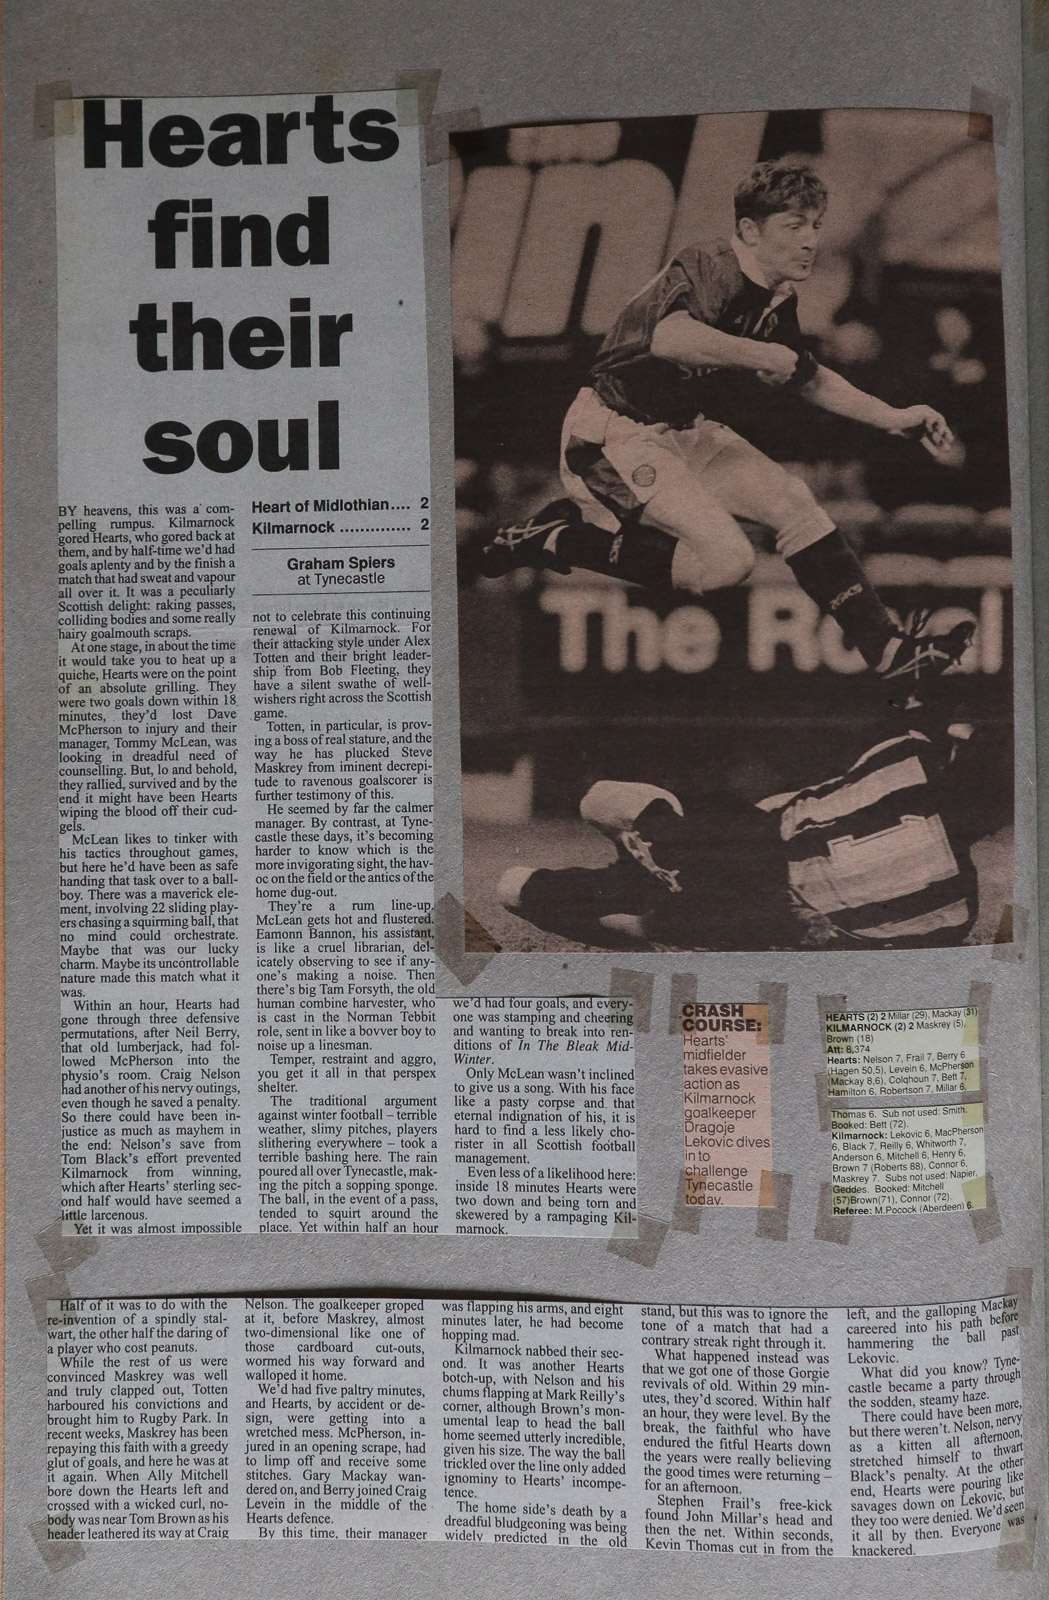 Hearts
find
their
soul
BY heavens, this was a com-
pelling rumpus. Kilmarnock
gored Hearts, who gored back at
them, and by half-time we'd had
goals aplenty and by the finish a
match that had sweat and vapour
all over it. It was a peculiarly
Scottish delight: raking passes,
colliding bodies and some really
hairy goalmouth scraps.
At one stage, in about the time
it would take you to heat up a
quiche, Hearts were on the point
of an absolute grilling. They
were two goals down within 18
minutes, they'd lost Dave
McPherson to injury and their
manager, Tommy McLean, was
looking in dreadful need of
counselling. But, lo and behold,
they rallied, survived and by the
end it might have been Hearts
wiping the blood off their cud-
gels.
McLean likes to tinker with
his tactics throughout games,
but here he'd have been as safe
handing that task over to a ball-
boy. There was a maverick ele-
ment, involving 22 sliding play-
ers chasing a squirming ball, that
no mind could orchestrate.
Maybe that was our lucky
charm. Maybe its uncontrollable
nature made this match what it
was.
Within an hour, Hearts had
gone through three defensive
permutations, after Neil Berry,
that old lumberjack, had fol-
lowed McPherson into the
physio's room. Craig Nelson
had another of his nervy outings,
even though he saved a penalty.
So there could have been in-
justice as much as mayhem in
the end: Nelson's save from
Tom Black's effort prevented
Kilmarnock from winning,
which after Hearts' sterling sec-
ond half would have seemed a
little larcenous.
Yet it was almost impossible
Heart of Midlothian.... 2
Kilmarnock .............. 2
Graham Spiers
at Tynecastle
not to celebrate this continuing
renewal of Kilmarnock. For
their attacking style under Alex
Totten and their bright leader-
ship from Bob Fleeting, they
have a silent swathe of well-
wishers right across the Scottish
game.
Totten, in particular, is prov-
ing a boss of real stature, and the
way he has plucked Steve
Maskrey from iminent decrepi-
tude to ravenous goalscorer is
further testimony of this.
He seemed by far the calmer
manager. By contrast, at Tyne-
castle these days, it's becoming
harder to know which is the
more invigorating sight, the hav-
oc on the field or the antics of the
home dug-out.
They're a rum line-up.
McLean gets hot and flustered.
Eamonn Bannon, his assistant,
is like a cruel librarian, del-
icately observing to see if any-
one's making a noise. Then
there's big Tam Forsyth, the old
human combine harvester, who
is cast in the Norman Tebbit
role, sent in like a bovver boy to
noise up a linesman.
Temper, restraint and aggro,
you get it all in that perspex
shelter.
The traditional argument
against winter football – terrible
weather, slimy pitches, players
slithering everywhere – took a
terrible bashing here. The rain
poured all over Tynecastle, mak-
ing the pitch a sopping sponge.
The ball, in the event of a pass,
tended to squirt around the
place. Yet within half an hour
we'd had four goals, and every-
one was stamping and cheering
and wanting to break into ren-
ditions of In The Bleak Mid-
Winter.
Only McLean wasn't inclined
to give us a song. With his face
like a pasty corpse and that
eternal indignation of his, it is
hard to find a less likely cho-
rister in all Scottish football
management.
Even less of a likelihood here:
inside 18 minutes Hearts were
two down and being torn and
skewered by a rampaging Kil-
marnock.
The Royal
CRASH
COURSE:
Hearts'
midfielder
takes evasive
action as
Kilmarnock
goalkeeper
Dragoje
Lekovic dives
in to
challenge
Tynecastle
today.
HEARTS (2) 2 Millar (29), Mackay (31)
KILMARNOCK (2) 2 Maskrey (5),
Brown (18)
Att: 8,374
Hearts: Nelson 7, Frail 7, Berry 6
(Hagen 50,5), Levein 6, McPherson
(Mackay 8,6), Colqhoun 7, Bett 7,
Hamilton 6, Robertson 7, Millar 6,
Thomas 6. Sub not used: Smith.
Booked: Bett (72).
Kilmarnock: Lekovic 6, MacPherson
6, Black 7, Reilly 6, Whitworth 7,
Anderson 6, Mitchell 6, Henry 6,
Brown 7 (Roberts 88), Connor 6,
Maskrey 7. Subs not used: Napier,
Geddes. Booked: Mitchell
(57)Brown(71), Connor (72).
Referee: M.Pocock (Aberdeen) 6.
Half of it was to do with the
re-invention of a spindly stal-
wart, the other half the daring of
a player who cost peanuts.
While the rest of us were
convinced Maskrey was well
and truly clapped out, Totten
harboured his convictions and
brought him to Rugby Park. In
recent weeks, Maskrey has been
repaying this faith with a greedy
glut of goals, and here he was at
it again. When Ally Mitchell
bore down the Hearts left and
crossed with a wicked curl, no-
body was near Tom Brown as his
header leathered its way at Craig
Nelson. The goalkeeper groped
at it, before Maskrey, almost
two-dimensional like one of
those cardboard cut-outs,
wormed his way forward and
walloped it home.
We'd had five paltry minutes,
and Hearts, by accident or de-
sign, were getting into a
wretched mess. McPherson, in-
jured in an opening scrape, had
to limp off and receive some
stitches. Gary Mackay wan-
dered on, and Berry joined Craig
Levein in the middle of the
Hearts defence.
By this time, their manager
was flapping his arms, and eight
minutes later, he had become
hopping mad.
Kilmarnock nabbed their sec-
ond. It was another Hearts
botch-up, with Nelson and his
chums flapping at Mark Reilly's
corner, although Brown's mon-
umental leap to head the ball
home seemed utterly incredible,
given his size. The way the ball
trickled over the line only added
ignominy to Hearts' incompe-
tence.
The home side's death by a
dreadful bludgeoning was being
widely predicted in the old
stand, but this was to ignore the
tone of a match that had a
contrary streak right through it.
What happened instead was
that we got one of those Gorgie
revivals of old. Within 29 min-
utes, they'd scored. Within half
an hour, they were level. By the
break, the faithful who have
endured the fitful Hearts down
the years were really believing
the good times were returning –
for an afternoon.
Stephen Frail's free-kick
found John Millar's head and
then the net. Within seconds,
Kevin Thomas cut in from the
left, and the galloping Mackay
careered into his path before
hammering the ball past
Lekovic.
What did you know? Tyne-
castle became a party through
the sodden, steamy haze.
There could have been more,
but there weren't. Nelson, nervy
as a kitten all afternoon,
stretched himself to thwart
Black's penalty. At the other
end, Hearts were pouring like
savages down on Lekovic, but
they too were denied. We'd seen
it all by then. Everyone was
knackered.